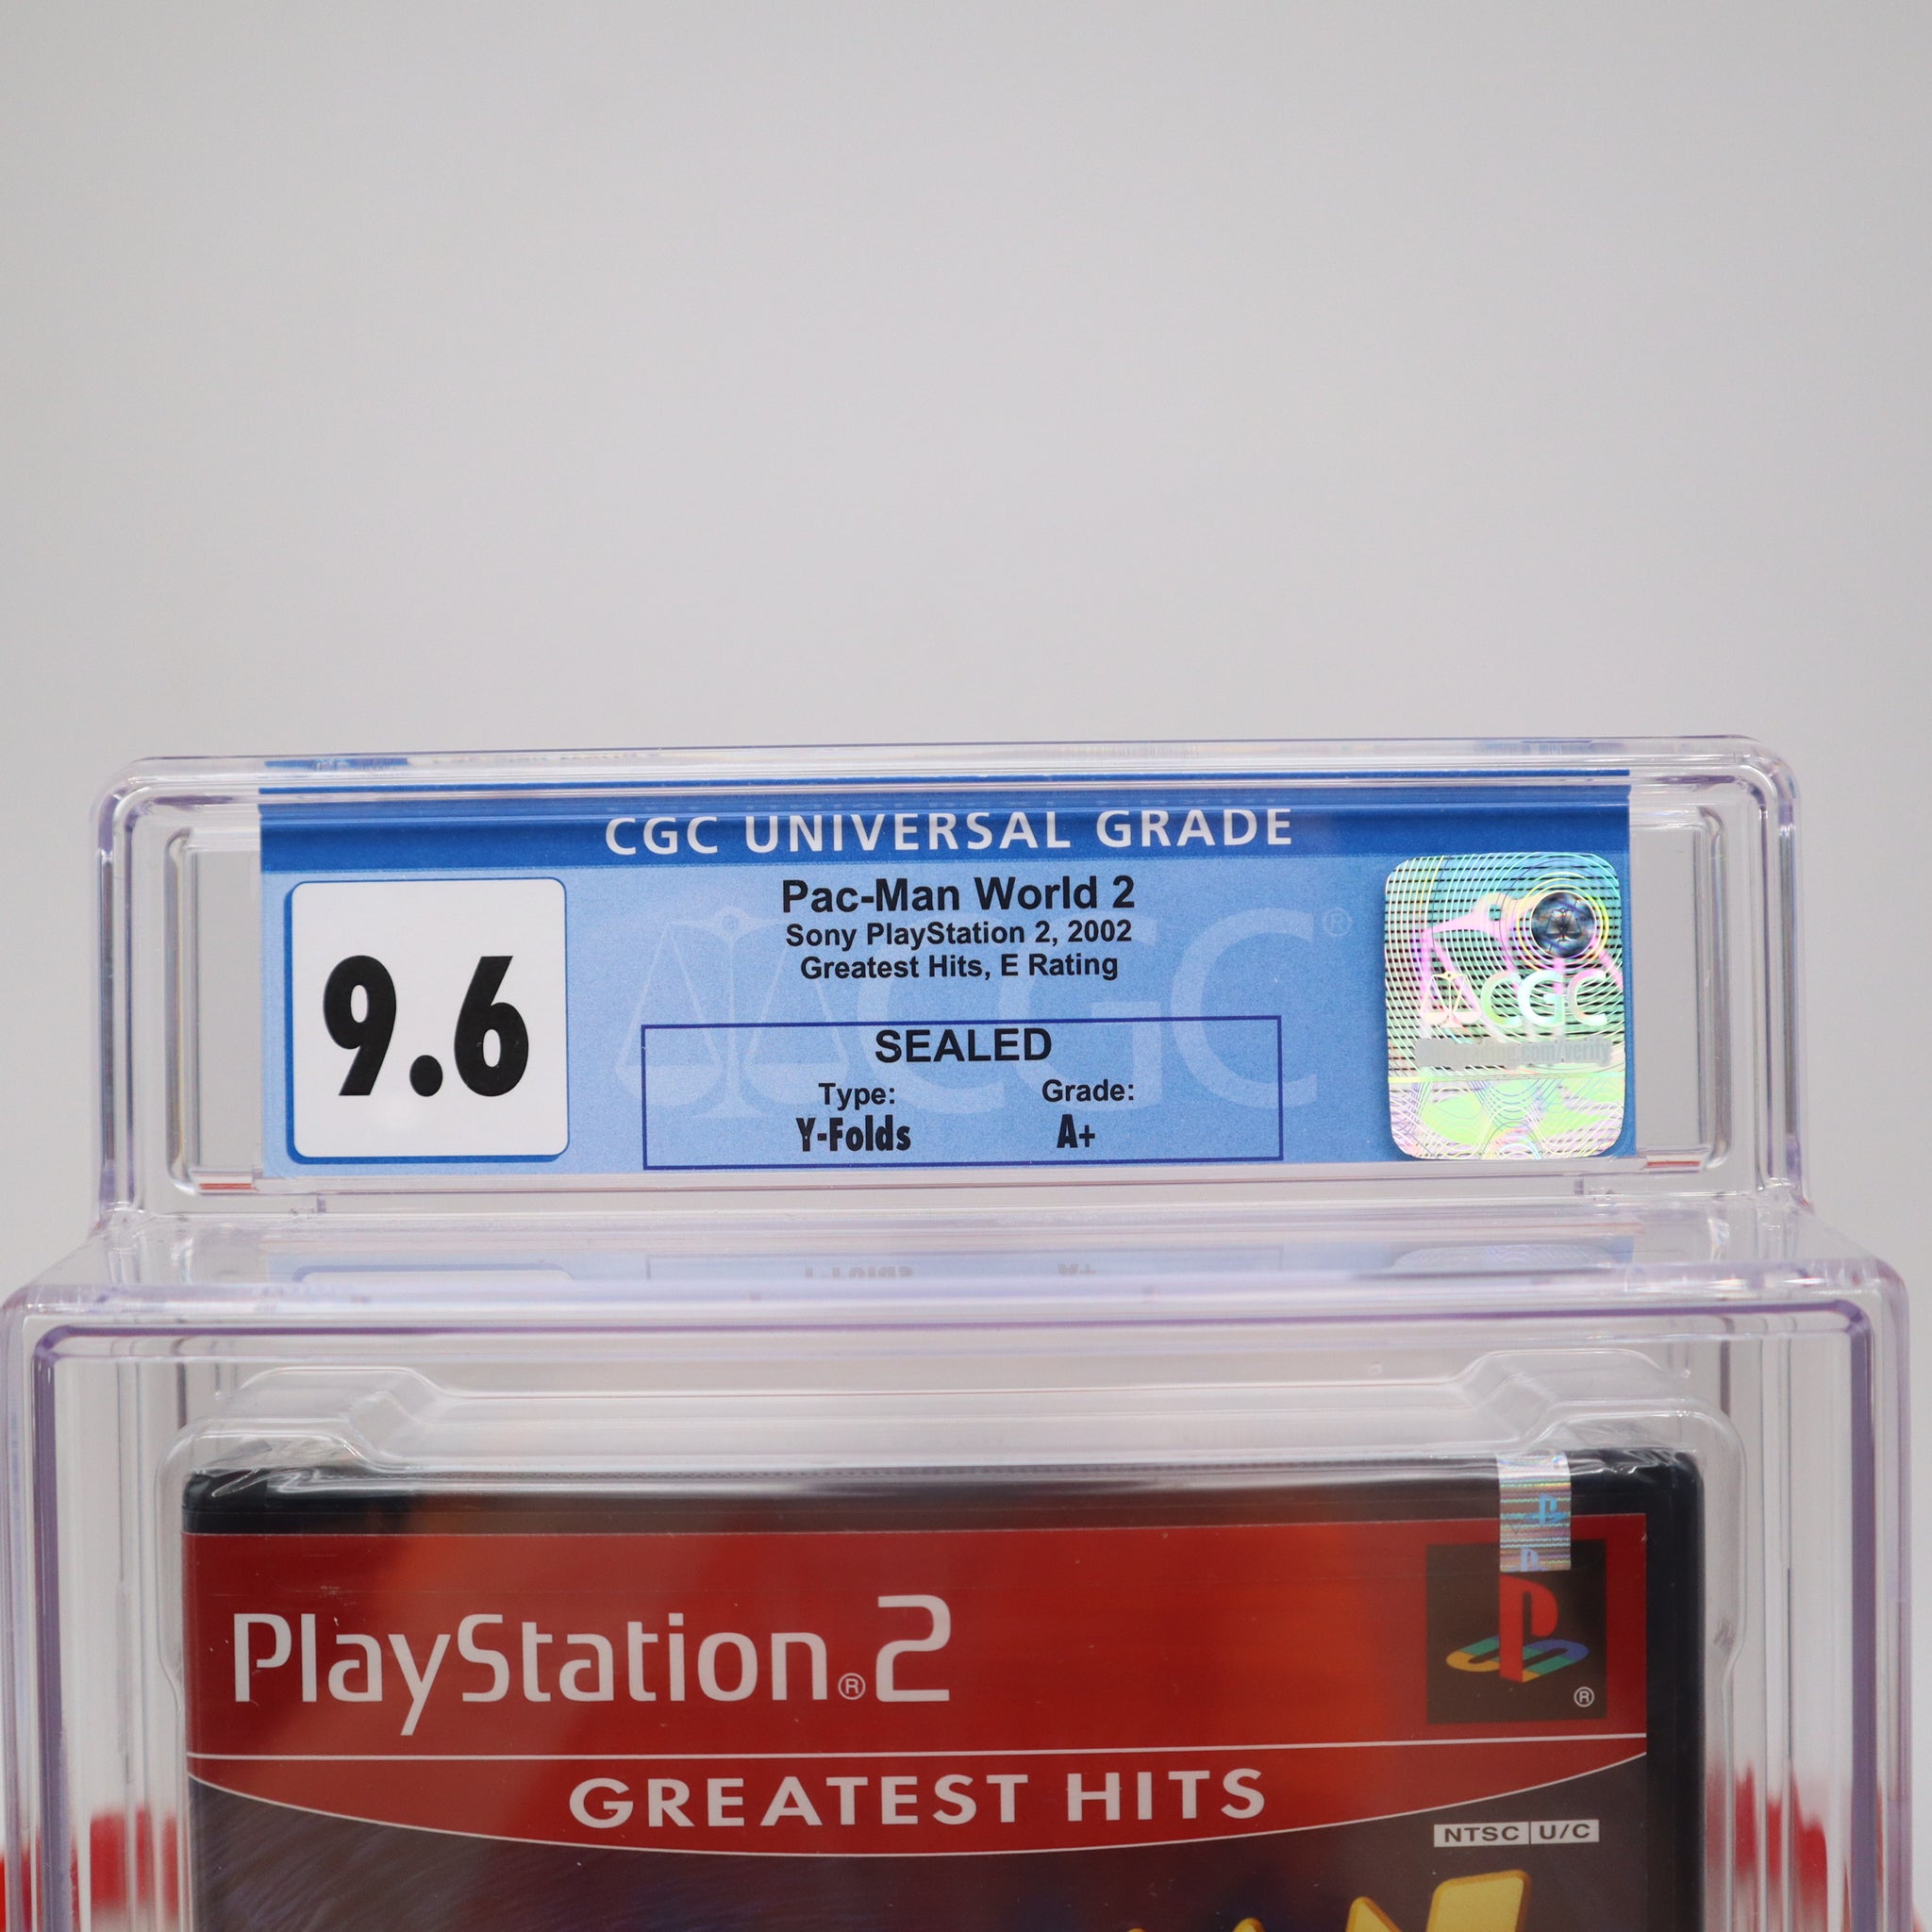 CGC UNIVERSAL GRADE
9.6
Pac-Man World 2
Sony PlayStation 2, 2002
Greatest Hits, E Rating
CGC®
SEALED
Type: Grade:
Y-Folds A+
CGC
PlayStation®2
®
GREATEST HITS
NTSC U/C